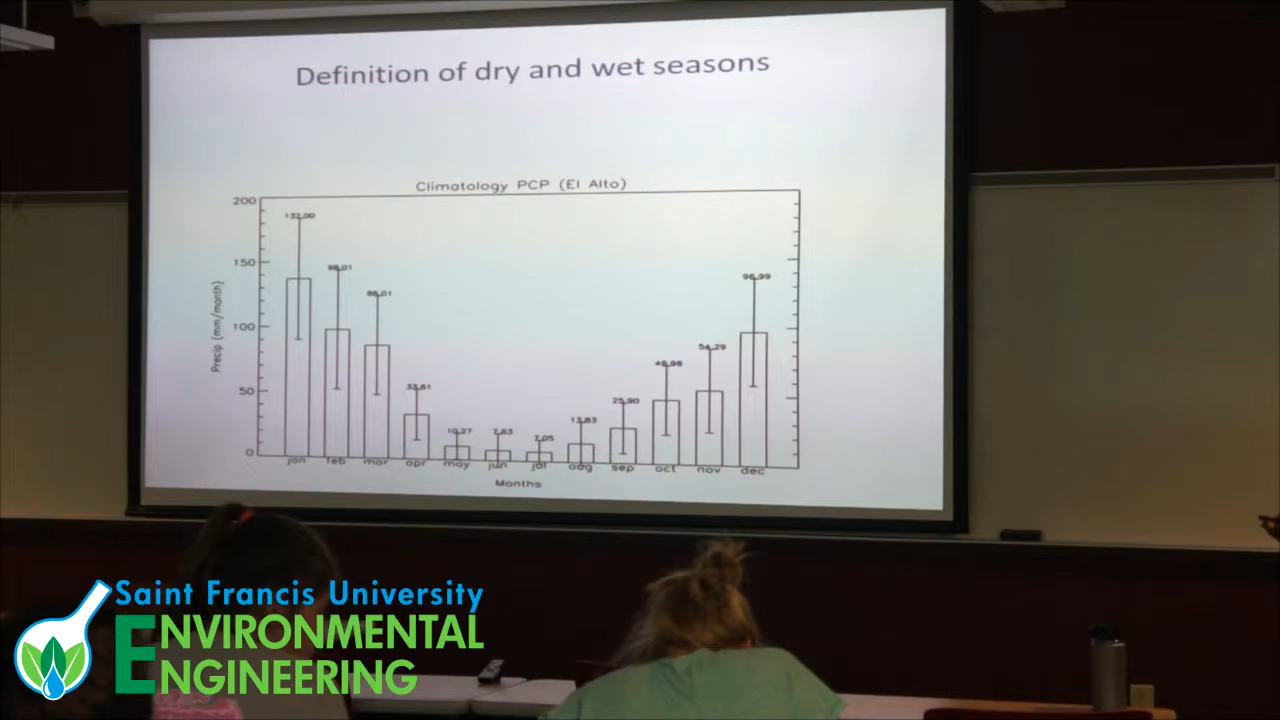 Definition of dry and wet seasons
Climatology PCP (El Alto)
200
150
100
50
0
Precip (mm/month)
98.01
86.01
33.61
10.27
7.83
7.05
13.83
25.90
46.96
54.29
96.99
jan feb mar apr may jun jul aug sep oct nov dec
Months
Saint Francis University
ENVIRONMENTAL
ENGINEERING